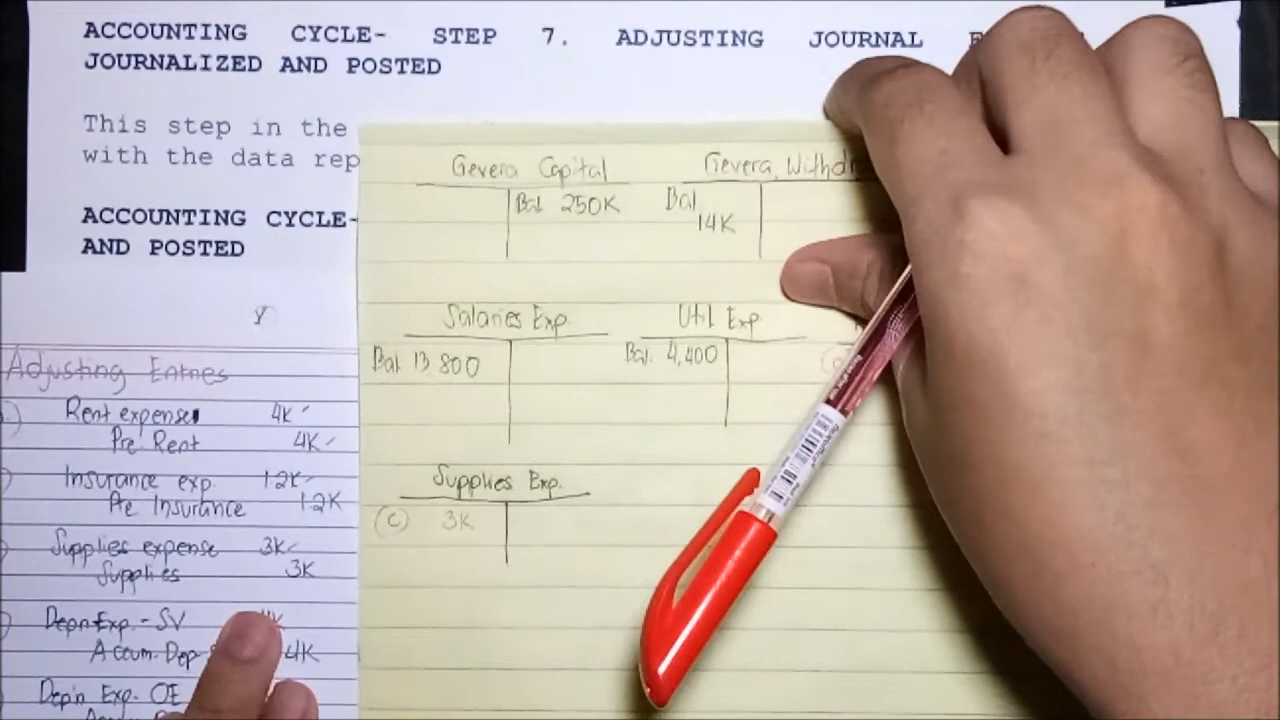 ACCOUNTING CYCLE- STEP 7. ADJUSTING JOURNAL
JOURNALIZED AND POSTED
This step in the
with the data rep
ACCOUNTING CYCLE-
AND POSTED
Adjusting Entries
Rent expense 4K
Pre Rent 4K
Insurance exp 1.2K
Pre Insurance 1.2K
Supplies expense 3K
Supplies 3K
Depn Exp. - SV 4K
Accum. Dep 4K
Dep'n Exp. OE
Gevera Capital
Bal 250K
Gevera, Withdr
Bal
14K
Salaries Exp.
Bal 13 800
Util Exp
Bal. 4,400
Supplies Exp.
(c) 3K